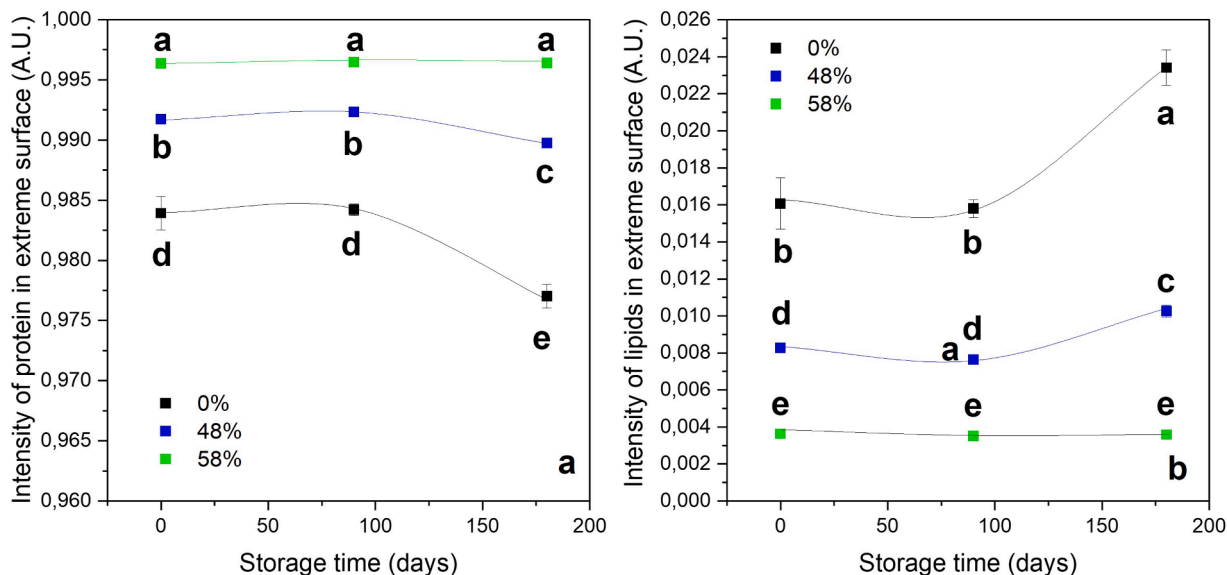 Intensity of protein in extreme surface (A.U.)
1,000
0,995
0,990
0,985
0,980
0,975
0,970
0,965
0,960
a a a
b b c
d d e
0%
48%
58%
a
0 50 100 150 200
Storage time (days)
Intensity of lipids in extreme surface (A.U.)
0,026
0,024
0,022
0,020
0,018
0,016
0,014
0,012
0,010
0,008
0,006
0,004
0,002
0,000
0%
48%
58%
a
b b
c
d d
a
e e e
b
0 50 100 150 200
Storage time (days)